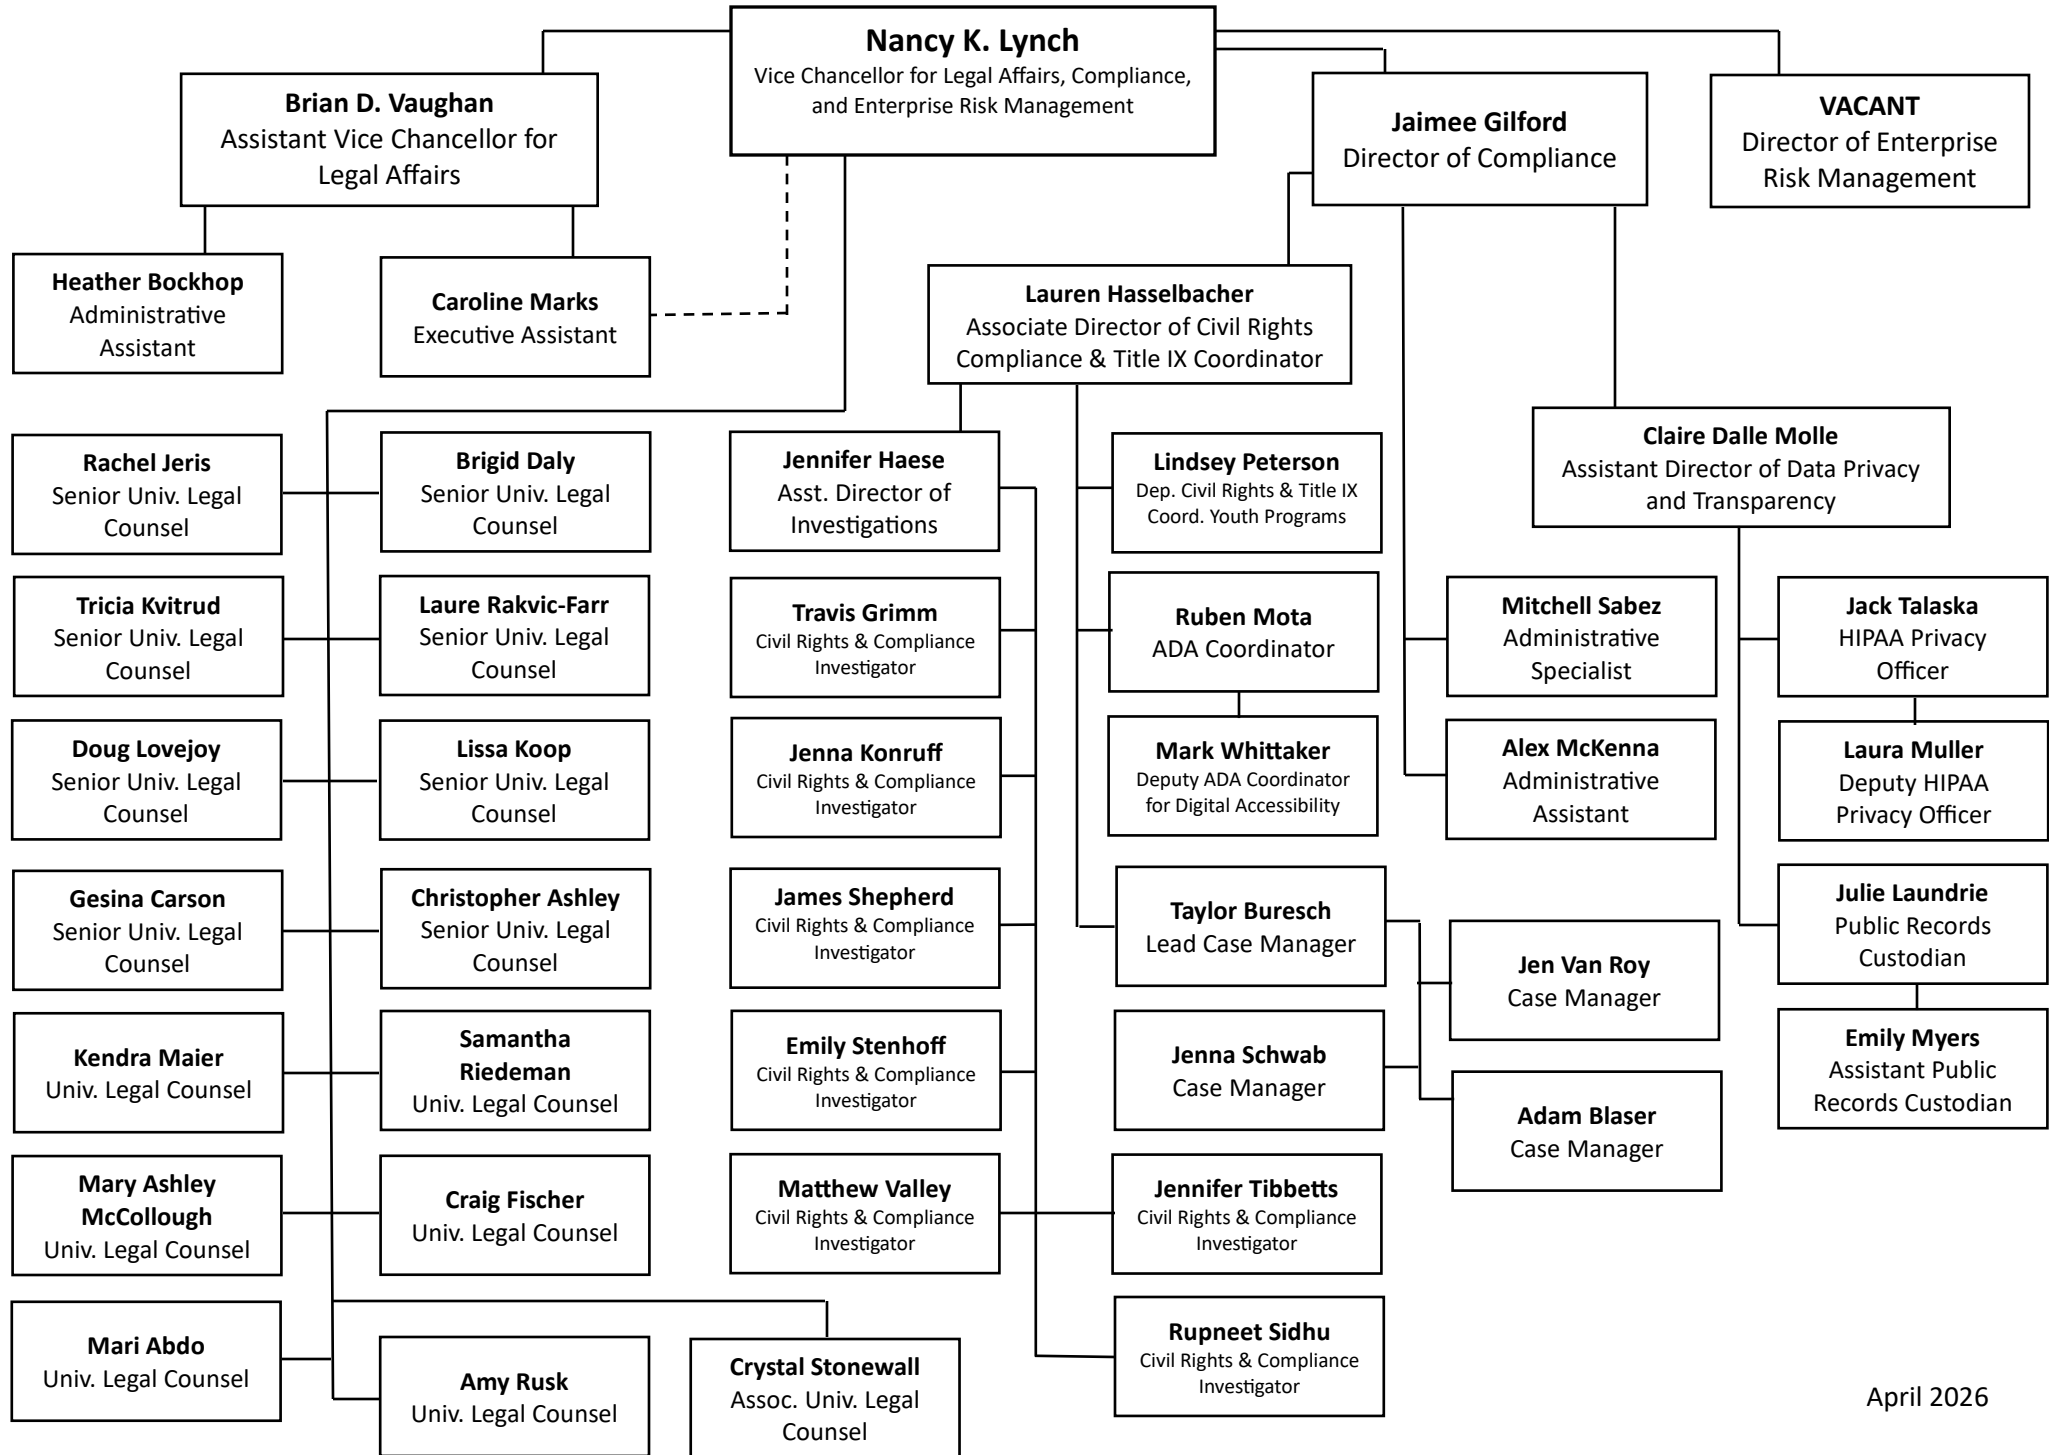 Nancy K. Lynch
Vice Chancellor for Legal Affairs, Compliance,
and Enterprise Risk Management
Brian D. Vaughan
Assistant Vice Chancellor for
Legal Affairs
Jaimee Gilford
Director of Compliance
VACANT
Director of Enterprise
Risk Management
Heather Bockhop
Administrative
Assistant
Caroline Marks
Executive Assistant
Lauren Hasselbacher
Associate Director of Civil Rights
Compliance & Title IX Coordinator
Claire Dalle Molle
Assistant Director of Data Privacy
and Transparency
Rachel Jeris
Senior Univ. Legal
Counsel
Brigid Daly
Senior Univ. Legal
Counsel
Jennifer Haese
Asst. Director of
Investigations
Lindsey Peterson
Dep. Civil Rights & Title IX
Coord. Youth Programs
Tricia Kvitrud
Senior Univ. Legal
Counsel
Laure Rakvic-Farr
Senior Univ. Legal
Counsel
Travis Grimm
Civil Rights & Compliance
Investigator
Ruben Mota
ADA Coordinator
Mitchell Sabez
Administrative
Specialist
Jack Talaska
HIPAA Privacy
Officer
Doug Lovejoy
Senior Univ. Legal
Counsel
Lissa Koop
Senior Univ. Legal
Counsel
Jenna Konruff
Civil Rights & Compliance
Investigator
Mark Whittaker
Deputy ADA Coordinator
for Digital Accessibility
Alex McKenna
Administrative
Assistant
Laura Muller
Deputy HIPAA
Privacy Officer
Gesina Carson
Senior Univ. Legal
Counsel
Christopher Ashley
Senior Univ. Legal
Counsel
James Shepherd
Civil Rights & Compliance
Investigator
Taylor Buresch
Lead Case Manager
Jen Van Roy
Case Manager
Julie Laundrie
Public Records
Custodian
Kendra Maier
Univ. Legal Counsel
Samantha
Riedeman
Univ. Legal Counsel
Emily Stenhoff
Civil Rights & Compliance
Investigator
Jenna Schwab
Case Manager
Adam Blaser
Case Manager
Emily Myers
Assistant Public
Records Custodian
Mary Ashley
McCollough
Univ. Legal Counsel
Craig Fischer
Univ. Legal Counsel
Matthew Valley
Civil Rights & Compliance
Investigator
Jennifer Tibbetts
Civil Rights & Compliance
Investigator
Mari Abdo
Univ. Legal Counsel
Amy Rusk
Univ. Legal Counsel
Crystal Stonewall
Assoc. Univ. Legal
Counsel
Rupneet Sidhu
Civil Rights & Compliance
Investigator
April 2026